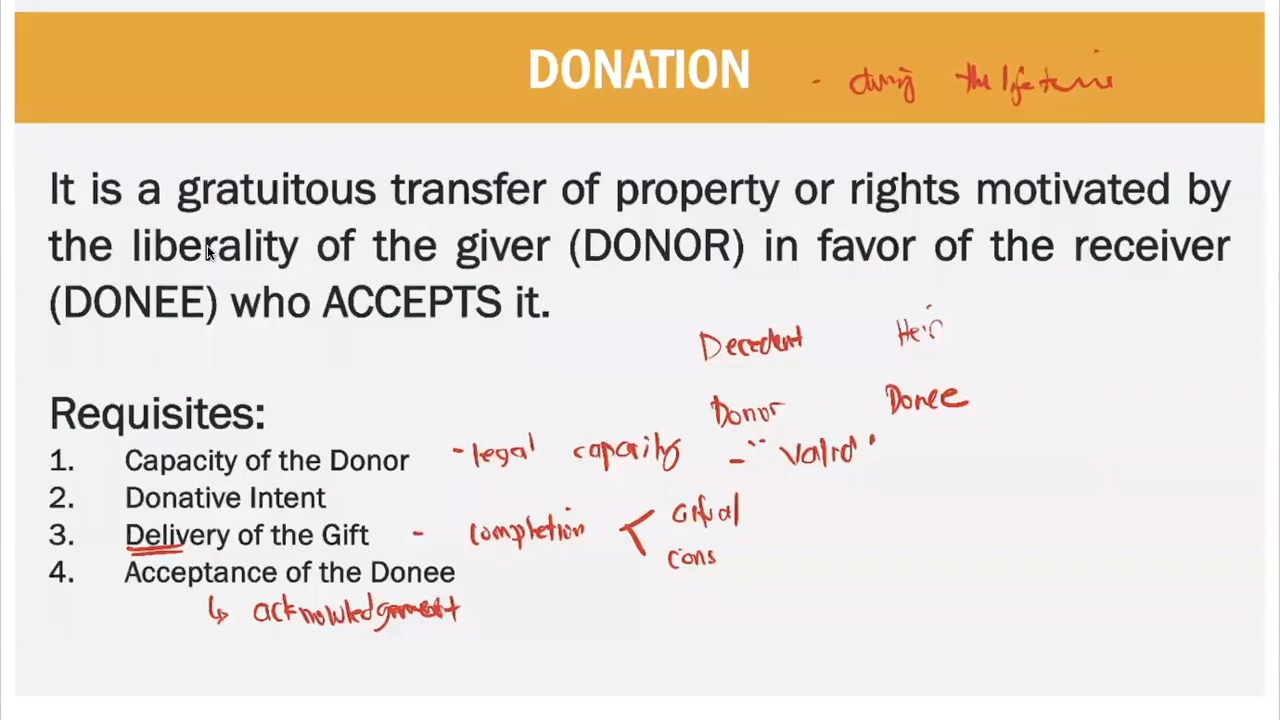 DONATION - during the lifetime
It is a gratuitous transfer of property or rights motivated by
the liberality of the giver (DONOR) in favor of the receiver
(DONEE) who ACCEPTS it.
Decedent Heir
Requisites: Donor Donee
1. Capacity of the Donor - legal capacity - "valid"
2. Donative Intent
3. Delivery of the Gift - completion < actual
cons
4. Acceptance of the Donee
↳ acknowledgement